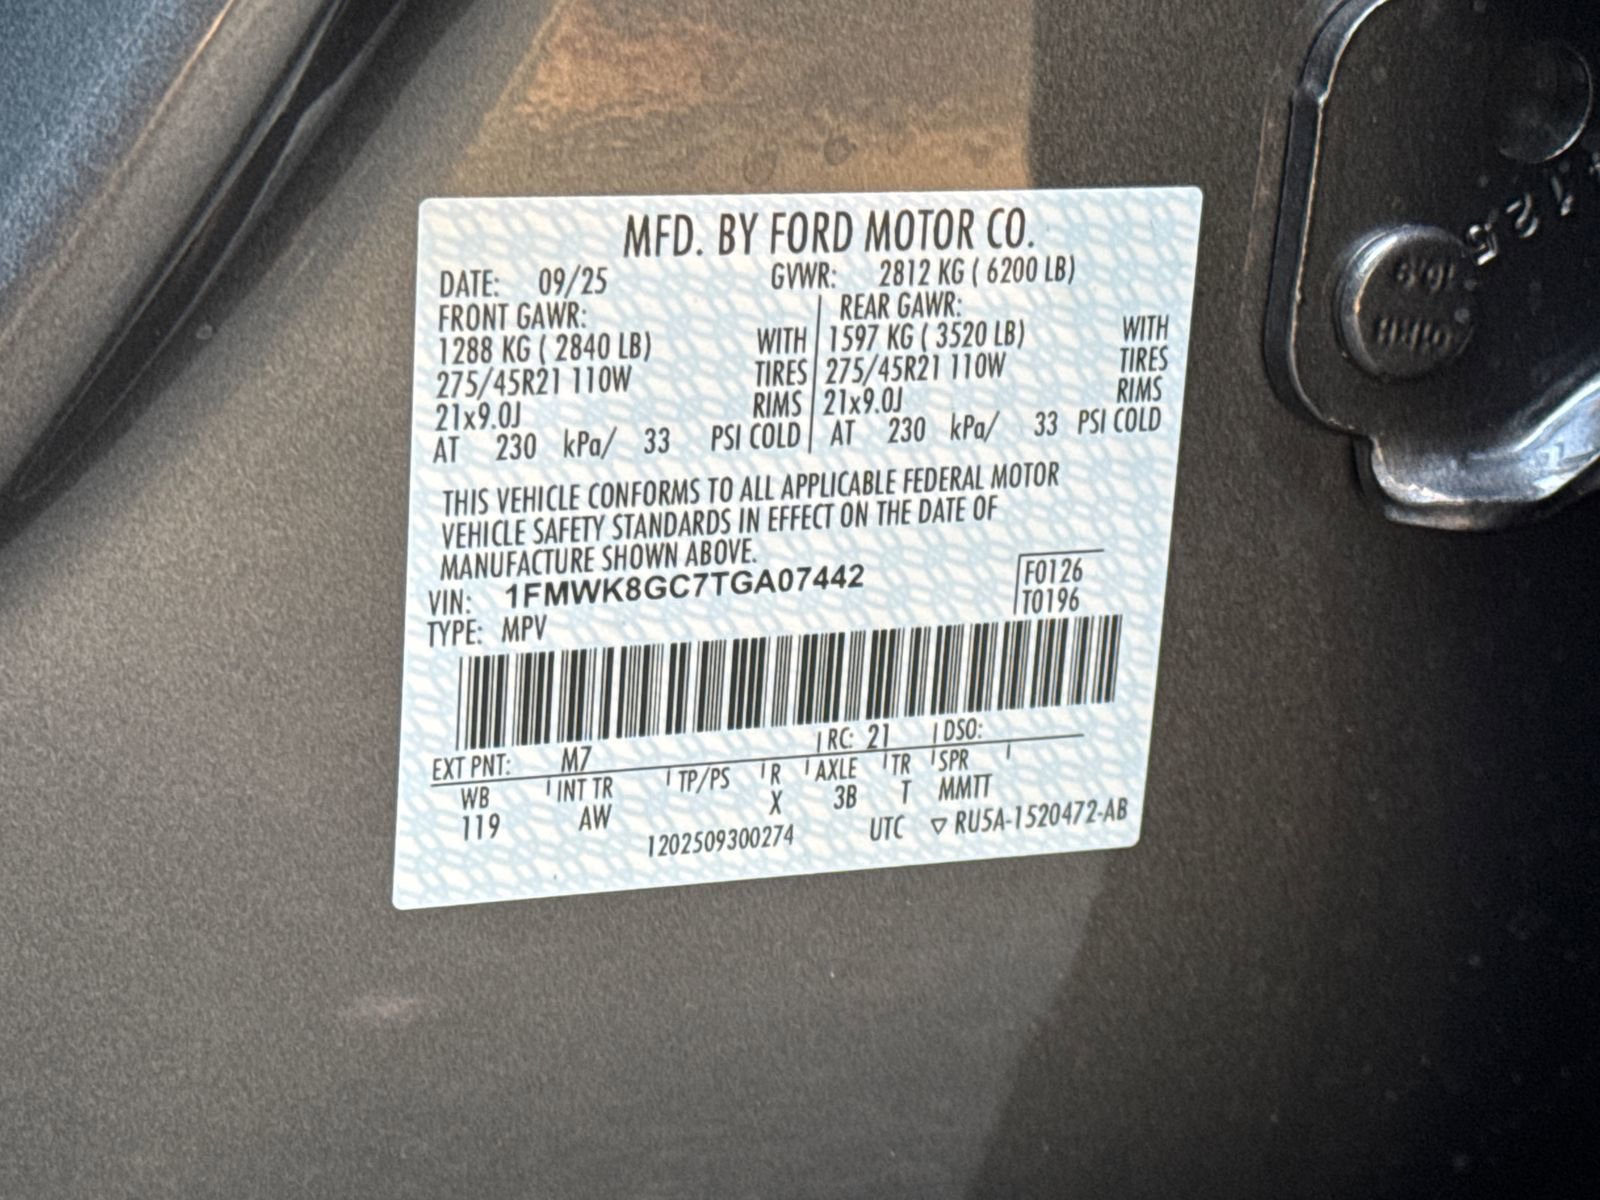 MFD. BY FORD MOTOR CO.
DATE: 09/25 GVWR: 2812 KG ( 6200 LB)
FRONT GAWR: REAR GAWR:
1288 KG ( 2840 LB) WITH 1597 KG ( 3520 LB) WITH
275/45R21 110W TIRES 275/45R21 110W TIRES
21x9.0J RIMS 21x9.0J RIMS
AT 230 kPa/ 33 PSI COLD AT 230 kPa/ 33 PSI COLD
THIS VEHICLE CONFORMS TO ALL APPLICABLE FEDERAL MOTOR
VEHICLE SAFETY STANDARDS IN EFFECT ON THE DATE OF
MANUFACTURE SHOWN ABOVE.
VIN: 1FMWK8GC7TGA07442 F0126
TYPE: MPV T0196
EXT PNT: M7 RC: 21 DSO:
WB INT TR TP/PS R AXLE TR SPR
119 AW X 3B T MMTT
1202509300274 UTC ▽ RU5A-1520472-AB